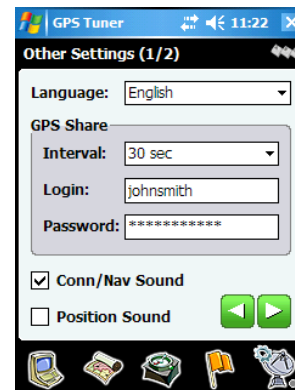 GPS Tuner 11:22
Other Settings (1/2)
Language: English
GPS Share
Interval: 30 sec
Login: johnsmith
Password: ***********
Conn/Nav Sound
Position Sound